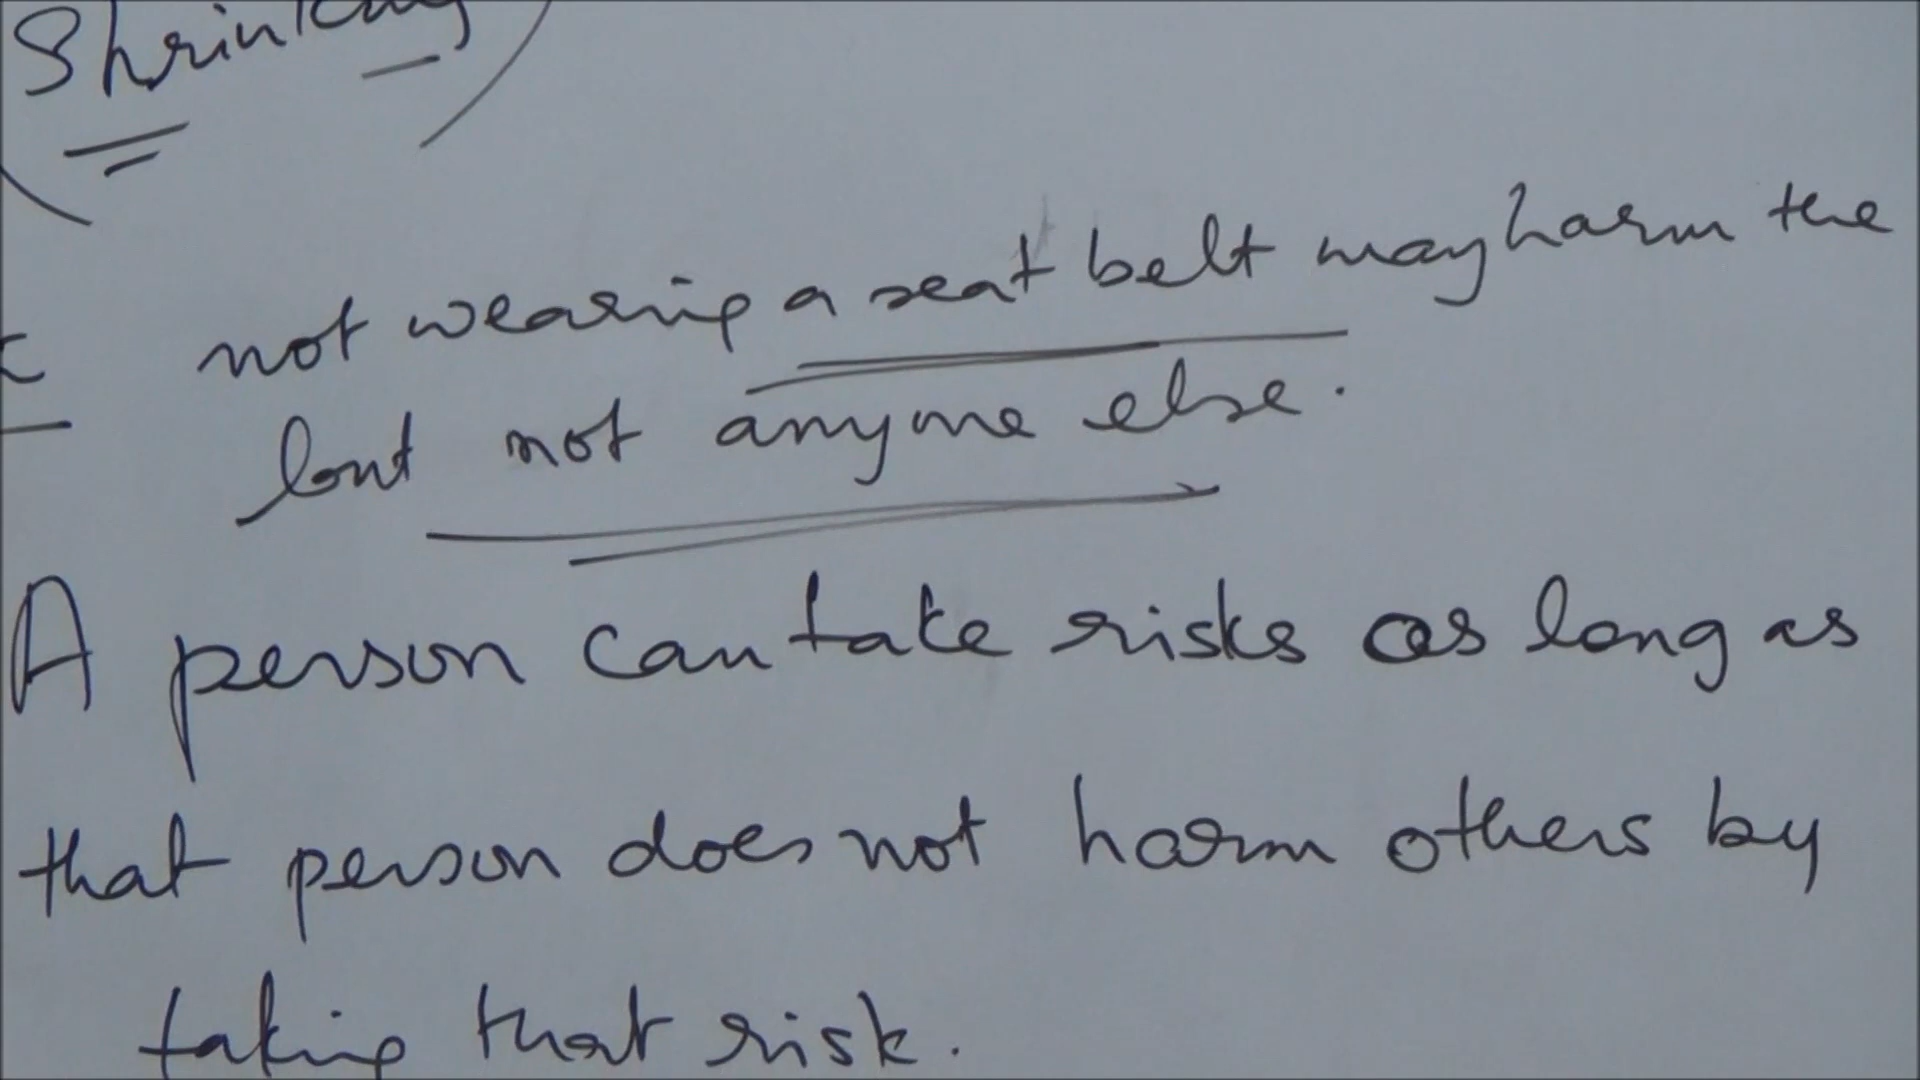 Shrinking
not wearing a seat belt may harm the
but not anyone else.
A person can take risks as long as
that person does not harm others by
taking that risk.